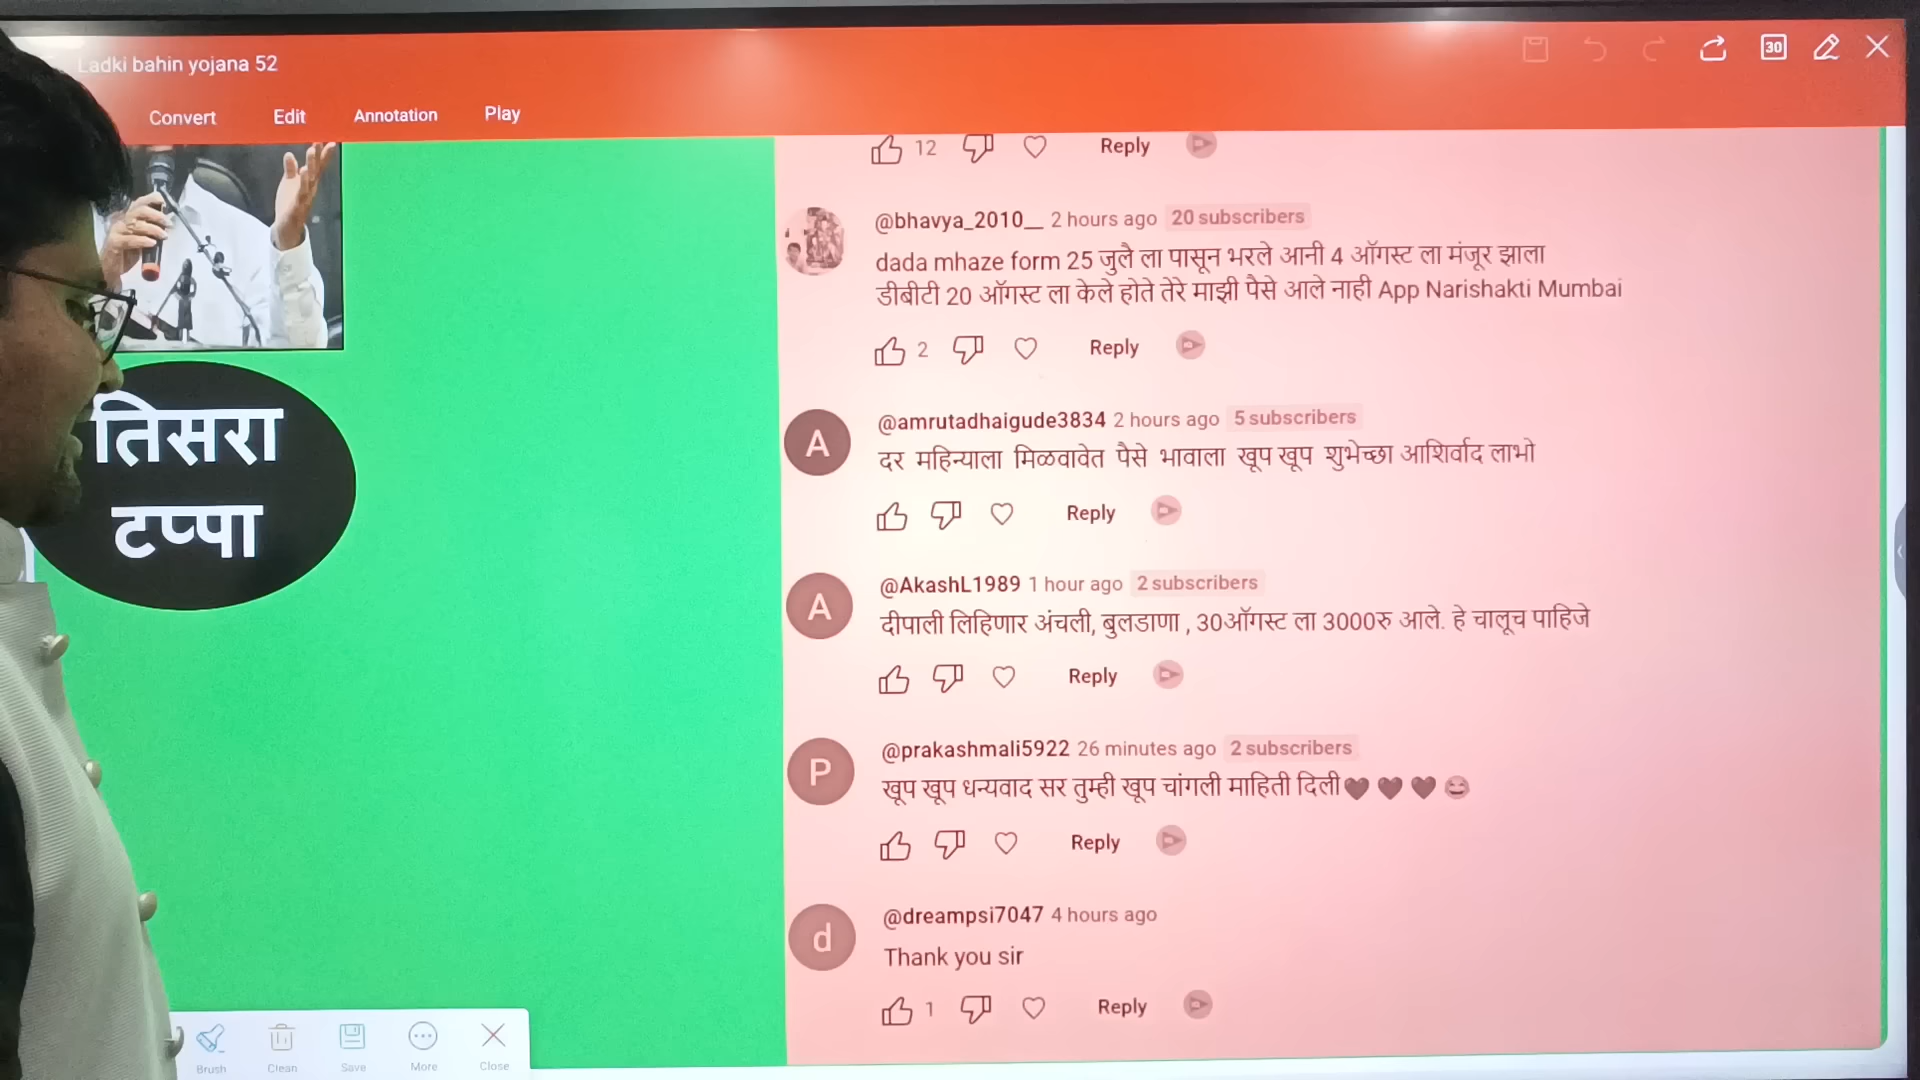 Ladki bahin yojana 52
30
Convert Edit Annotation Play
12 Reply
@bhavya_2010__ 2 hours ago 20 subscribers
dada mhaze form 25 जुलै ला पासून भरले आनी 4 ऑगस्ट ला मंजूर झाला
डीबीटी 20 ऑगस्ट ला केले होते तेरे माझी पैसे आले नाही App Narishakti Mumbai
2 Reply
तिसरा
टप्पा
A
@amrutadhaigude3834 2 hours ago 5 subscribers
दर महिन्याला मिळवावेत पैसे भावाला खूप खूप शुभेच्छा आशिर्वाद लाभो
Reply
A
@AkashL1989 1 hour ago 2 subscribers
दीपाली लिहिणार अंचली, बुलडाणा , 30ऑगस्ट ला 3000रु आले. हे चालूच पाहिजे
Reply
P
@prakashmali5922 26 minutes ago 2 subscribers
खूप खूप धन्यवाद सर तुम्ही खूप चांगली माहिती दिली🖤 🖤 🖤 😆
Reply
d
@dreampsi7047 4 hours ago
Thank you sir
1 Reply
Brush Clean Save More Close